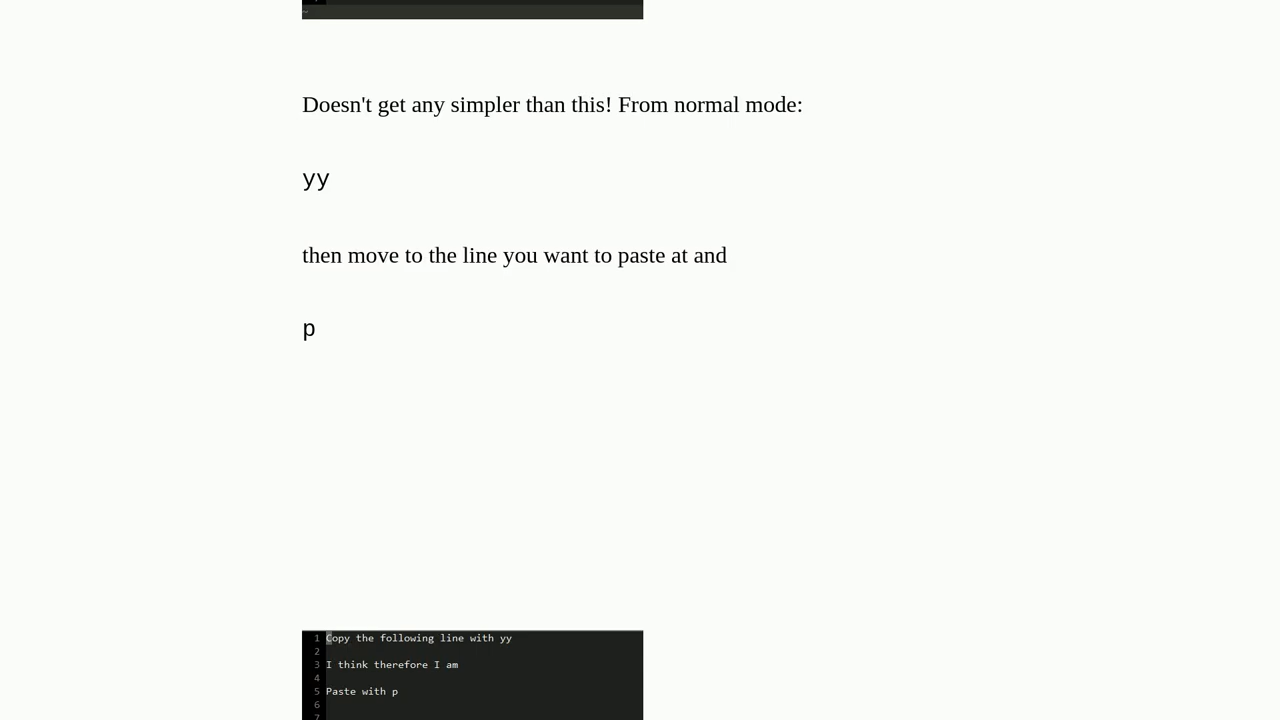 ~
Doesn't get any simpler than this! From normal mode:
yy
then move to the line you want to paste at and
p
1 Copy the following line with yy
2
3 I think therefore I am
4
5 Paste with p
6
7